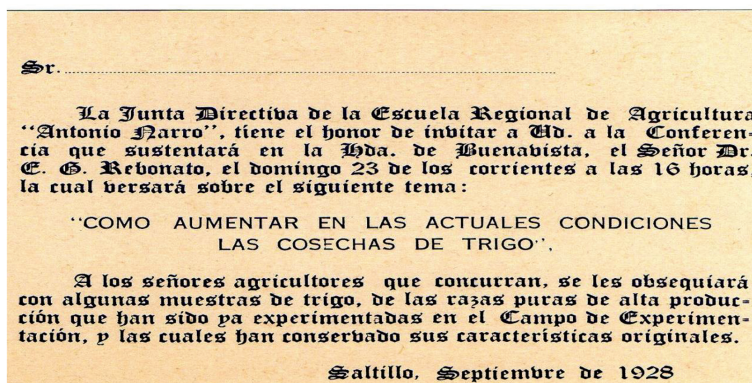 Sr.
La Junta Directiva de la Escuela Regional de Agricultura
"Antonio Narro", tiene el honor de invitar a Ud. a la Conferen-
cia que sustentará en la Hda. de Buenavista, el Señor Dr.
E. G. Rebonato, el domingo 23 de los corrientes a las 16 horas,
la cual versará sobre el siguiente tema:
"COMO AUMENTAR EN LAS ACTUALES CONDICIONES
LAS COSECHAS DE TRIGO".
A los señores agricultores que concurran, se les obsequiará
con algunas muestras de trigo, de las razas puras de alta produc-
ción que han sido ya experimentadas en el Campo de Experimen-
tación, y las cuales han conservado sus características originales.
Saltillo, Septiembre de 1928